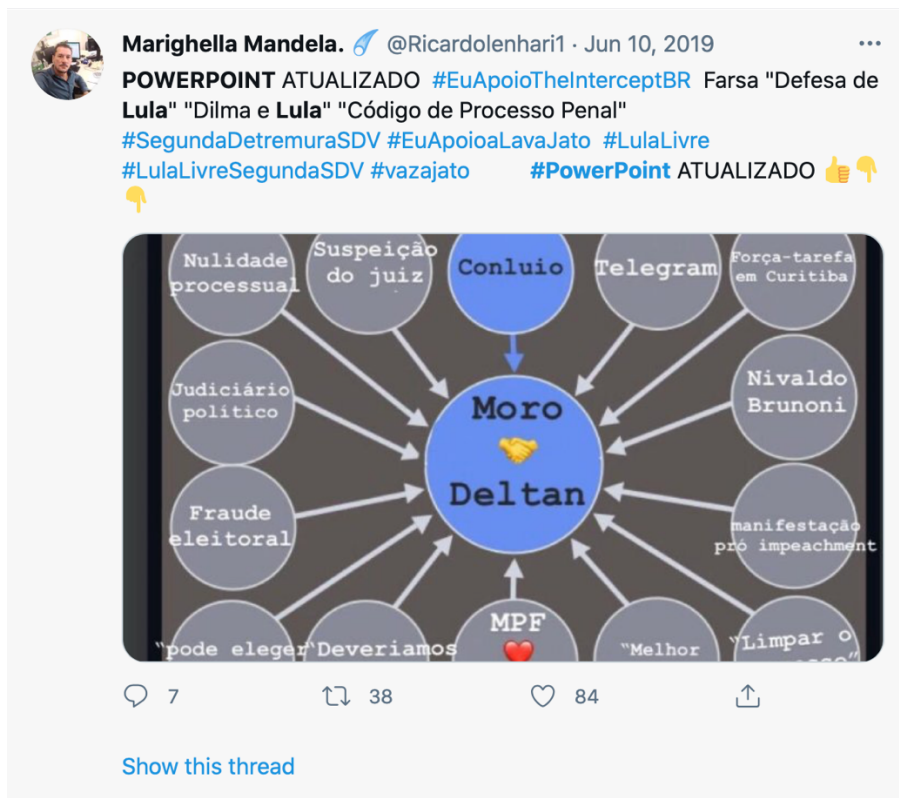 Marighella Mandela. @Ricardolenhari1 · Jun 10, 2019
POWERPOINT ATUALIZADO #EuApoioTheInterceptBR Farsa "Defesa de
Lula" "Dilma e Lula" "Código de Processo Penal"
#SegundaDetremuraSDV #EuApoioaLavaJato #LulaLivre
#LulaLivreSegundaSDV #vazajato #PowerPoint ATUALIZADO 👍👇
👇
Nulidade
processual
Suspeição
do juiz
Conluio
Telegram
Força-tarefa
em Curitiba
Judiciário
político
Moro
🤝
Deltan
Nivaldo
Brunoni
Fraude
eleitoral
manifestação
pró impeachment
"pode eleger
"Deveriamos
MPF
❤️
"Melhor
"Limpar o
7
38
84
Show this thread